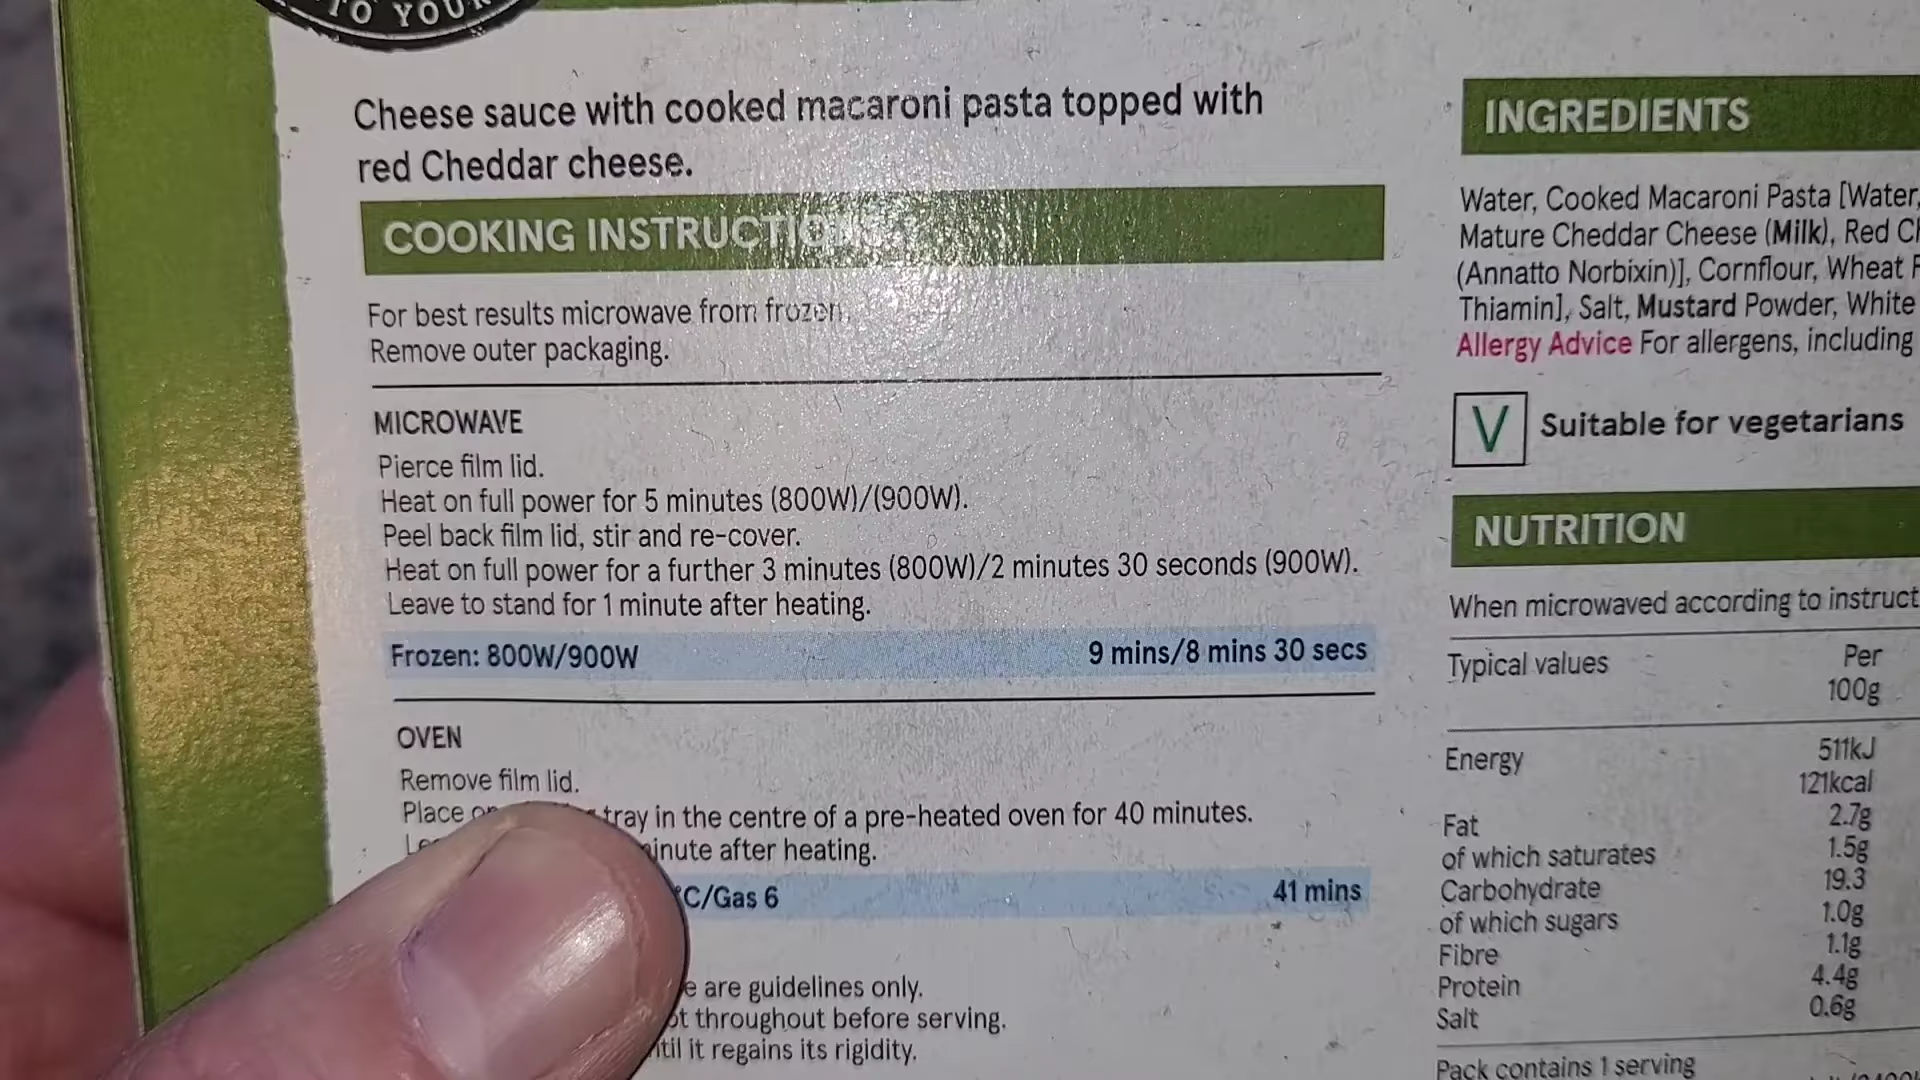 TO YOUR
Cheese sauce with cooked macaroni pasta topped with
red Cheddar cheese.
COOKING INSTRUCTIONS
For best results microwave from frozen.
Remove outer packaging.
MICROWAVE
Pierce film lid.
Heat on full power for 5 minutes (800W)/(900W).
Peel back film lid, stir and re-cover.
Heat on full power for a further 3 minutes (800W)/2 minutes 30 seconds (900W).
Leave to stand for 1 minute after heating.
Frozen: 800W/900W 9 mins/8 mins 30 secs
OVEN
Remove film lid.
Place tray in the centre of a pre-heated oven for 40 minutes.
after heating.
C/Gas 6 41 mins
are guidelines only.
throughout before serving.
it regains its rigidity.
INGREDIENTS
Water, Cooked Macaroni Pasta [Water,
Mature Cheddar Cheese (Milk), Red
(Annatto Norbixin)], Cornflour, Wheat
Thiamin], Salt, Mustard Powder, White
Allergy Advice For allergens, including
V Suitable for vegetarians
NUTRITION
When microwaved according to
Typical values Per
100g
Energy 511kJ
121kcal
Fat 2.7g
of which saturates 1.5g
Carbohydrate 19.3
of which sugars 1.0g
Fibre 1.1g
Protein 4.4g
Salt 0.6g
Pack contains 1 serving